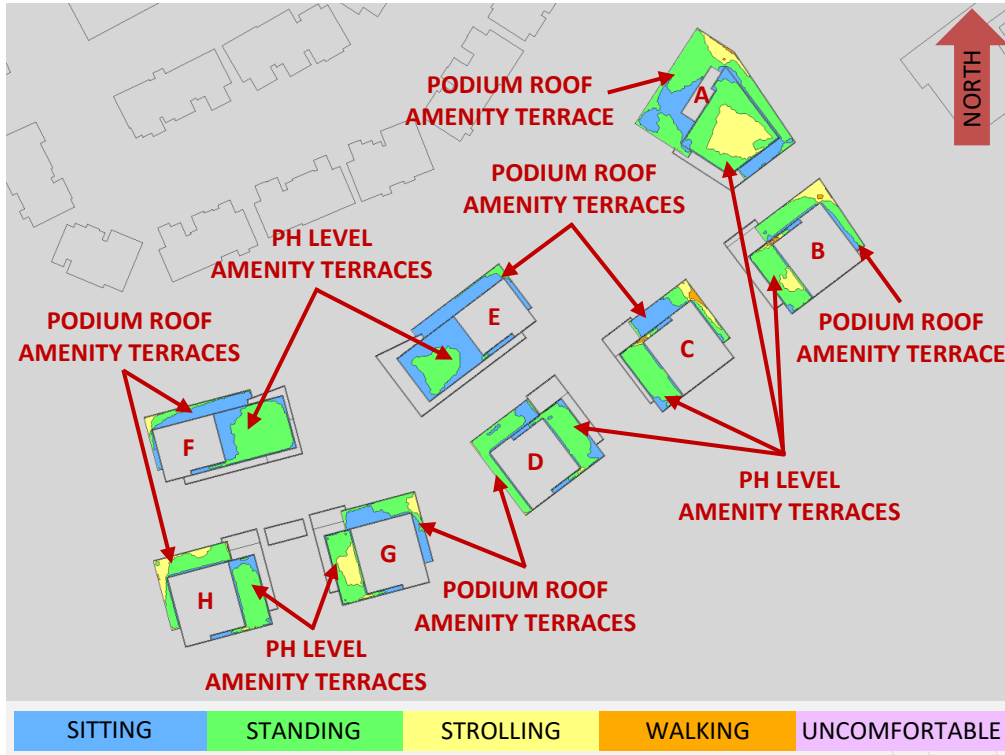 NORTH
PODIUM ROOF
AMENITY TERRACE
A
PODIUM ROOF
AMENITY TERRACES
B
PH LEVEL
AMENITY TERRACES
E
C
PODIUM ROOF
AMENITY TERRACES
PODIUM ROOF
AMENITY TERRACE
F
D
PH LEVEL
AMENITY TERRACES
G
H
PODIUM ROOF
AMENITY TERRACES
PH LEVEL
AMENITY TERRACES
SITTING
STANDING
STROLLING
WALKING
UNCOMFORTABLE